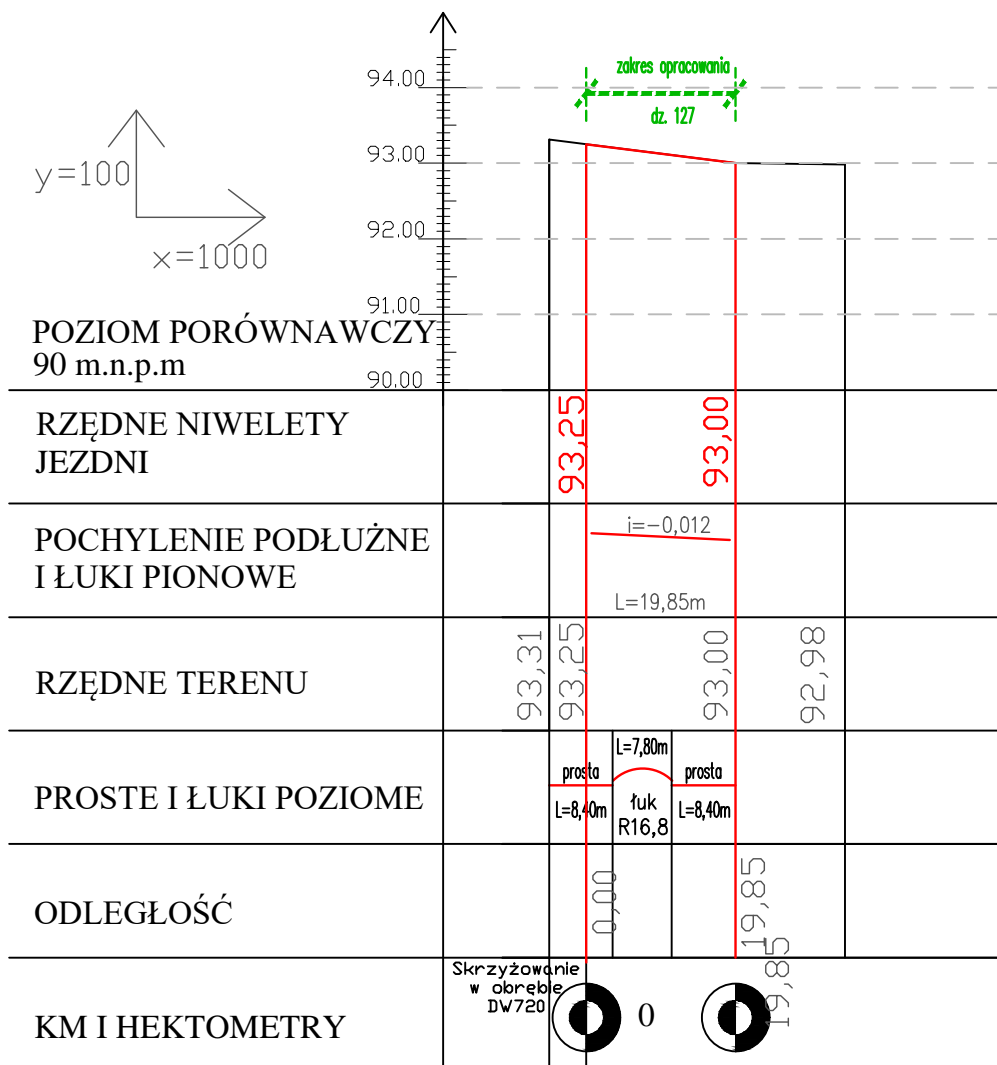 94.00
zakres opracowania
dz. 127
93.00
y=100
92.00
x=1000
91.00
POZIOM PORÓWNAWCZY
90 m.n.p.m
90.00
RZĘDNE NIWELETY
JEZDNI
93,25
93,00
POCHYLENIE PODŁUŻNE
I ŁUKI PIONOWE
i=-0,012
L=19,85m
RZĘDNE TERENU
93,31
93,25
93,00
92,98
PROSTE I ŁUKI POZIOME
prosta
L=8,40m
L=7,80m
łuk
R16,8
prosta
L=8,40m
ODLEGŁOŚĆ
0,00
19,85
KM I HEKTOMETRY
Skrzyżowanie
w obrębie
DW720
0
19,85